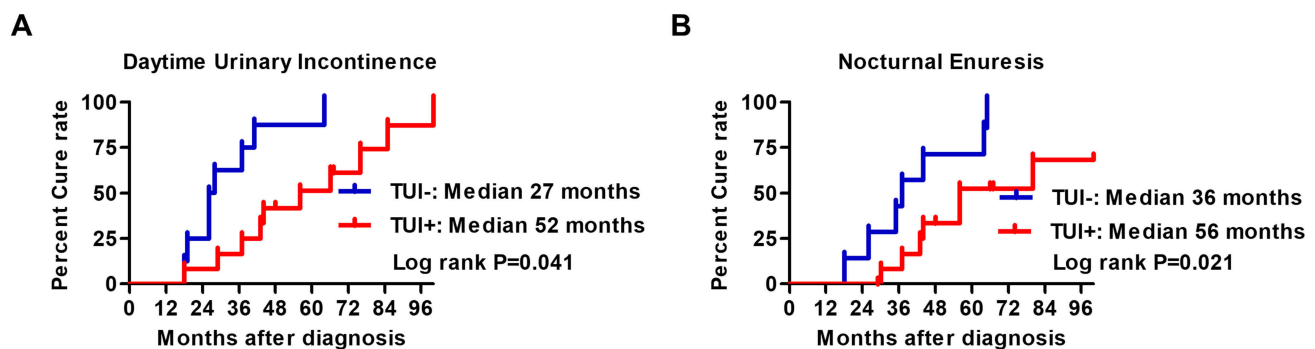 A
Daytime Urinary Incontinence
Percent Cure rate
100
75
50
25
0
TUI-: Median 27 months
TUI+: Median 52 months
Log rank P=0.041
0 12 24 36 48 60 72 84 96
Months after diagnosis
B
Nocturnal Enuresis
Percent Cure rate
100
75
50
25
0
TUI-: Median 36 months
TUI+: Median 56 months
Log rank P=0.021
0 12 24 36 48 60 72 84 96
Months after diagnosis